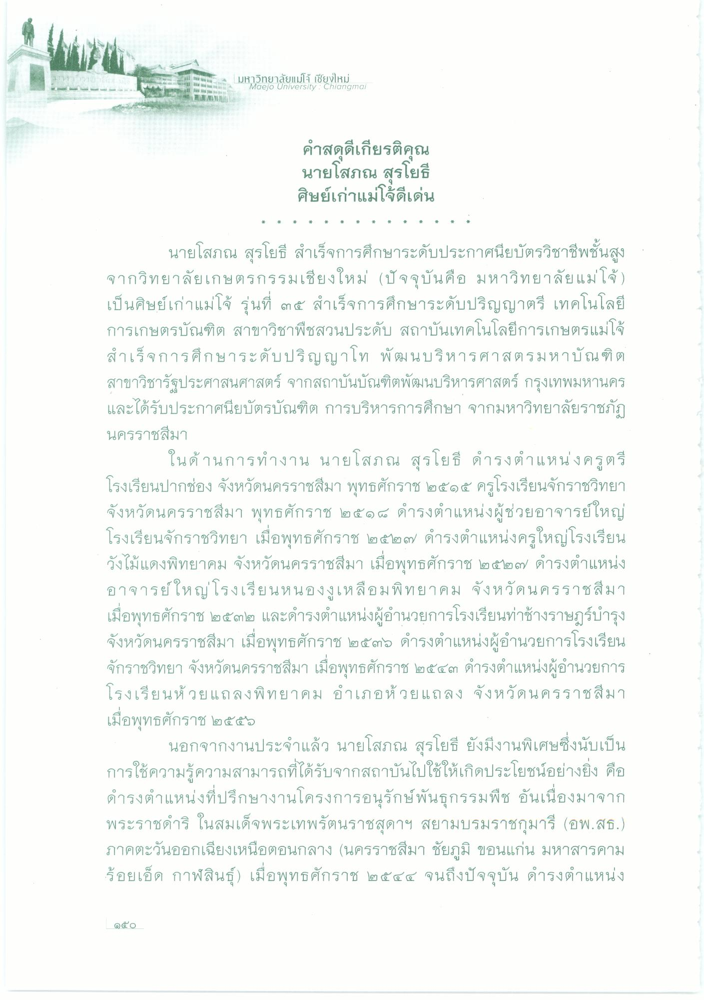 มหาวิทยาลัยแม่โจ้ เชียงใหม่
Maejo University : Chiangmai
คำสดุดีเกียรติคุณ
นายโสภณ สุรโยธี
ศิษย์เก่าแม่โจ้ดีเด่น
* * * * * * * * * * * * * *
นายโสภณ สุรโยธี สำเร็จการศึกษาระดับประกาศนียบัตรวิชาชีพชั้นสูง
จากวิทยาลัยเกษตรกรรมเชียงใหม่ (ปัจจุบันคือ มหาวิทยาลัยแม่โจ้)
เป็นศิษย์เก่าแม่โจ้ รุ่นที่ ๓๕ สำเร็จการศึกษาระดับปริญญาตรี เทคโนโลยี
การเกษตรบัณฑิต สาขาวิชาพืชสวนประดับ สถาบันเทคโนโลยีการเกษตรแม่โจ้
สำเร็จการศึกษาระดับปริญญาโท พัฒนบริหารศาสตรมหาบัณฑิต
สาขาวิชารัฐประศาสนศาสตร์ จากสถาบันบัณฑิตพัฒนบริหารศาสตร์ กรุงเทพมหานคร
และได้รับประกาศนียบัตรบัณฑิต การบริหารการศึกษา จากมหาวิทยาลัยราชภัฏ
นครราชสีมา
ในด้านการทำงาน นายโสภณ สุรโยธี ดำรงตำแหน่งครูตรี
โรงเรียนปากช่อง จังหวัดนครราชสีมา พุทธศักราช ๒๕๑๕ ครูโรงเรียนจักราชวิทยา
จังหวัดนครราชสีมา พุทธศักราช ๒๕๑๘ ดำรงตำแหน่งผู้ช่วยอาจารย์ใหญ่
โรงเรียนจักราชวิทยา เมื่อพุทธศักราช ๒๕๒๗ ดำรงตำแหน่งครูใหญ่โรงเรียน
วังไม้แดงพิทยาคม จังหวัดนครราชสีมา เมื่อพุทธศักราช ๒๕๒๗ ดำรงตำแหน่ง
อาจารย์ใหญ่โรงเรียนหนองงูเหลือมพิทยาคม จังหวัดนครราชสีมา
เมื่อพุทธศักราช ๒๕๓๒ และดำรงตำแหน่งผู้อำนวยการโรงเรียนท่าช้างราษฎร์บำรุง
จังหวัดนครราชสีมา เมื่อพุทธศักราช ๒๕๓๖ ดำรงตำแหน่งผู้อำนวยการโรงเรียน
จักราชวิทยา จังหวัดนครราชสีมา เมื่อพุทธศักราช ๒๕๔๓ ดำรงตำแหน่งผู้อำนวยการ
โรงเรียนห้วยแถลงพิทยาคม อำเภอห้วยแถลง จังหวัดนครราชสีมา
เมื่อพุทธศักราช ๒๕๕๖
นอกจากงานประจำแล้ว นายโสภณ สุรโยธี ยังมีงานพิเศษซึ่งนับเป็น
การใช้ความรู้ความสามารถที่ได้รับจากสถาบันไปใช้ให้เกิดประโยชน์อย่างยิ่ง คือ
ดำรงตำแหน่งที่ปรึกษางานโครงการอนุรักษ์พันธุกรรมพืช อันเนื่องมาจาก
พระราชดำริ ในสมเด็จพระเทพรัตนราชสุดาฯ สยามบรมราชกุมารี (อพ.สธ.)
ภาคตะวันออกเฉียงเหนือตอนกลาง (นครราชสีมา ชัยภูมิ ขอนแก่น มหาสารคาม
ร้อยเอ็ด กาฬสินธุ์) เมื่อพุทธศักราช ๒๕๔๔ จนถึงปัจจุบัน ดำรงตำแหน่ง
๑๕๐